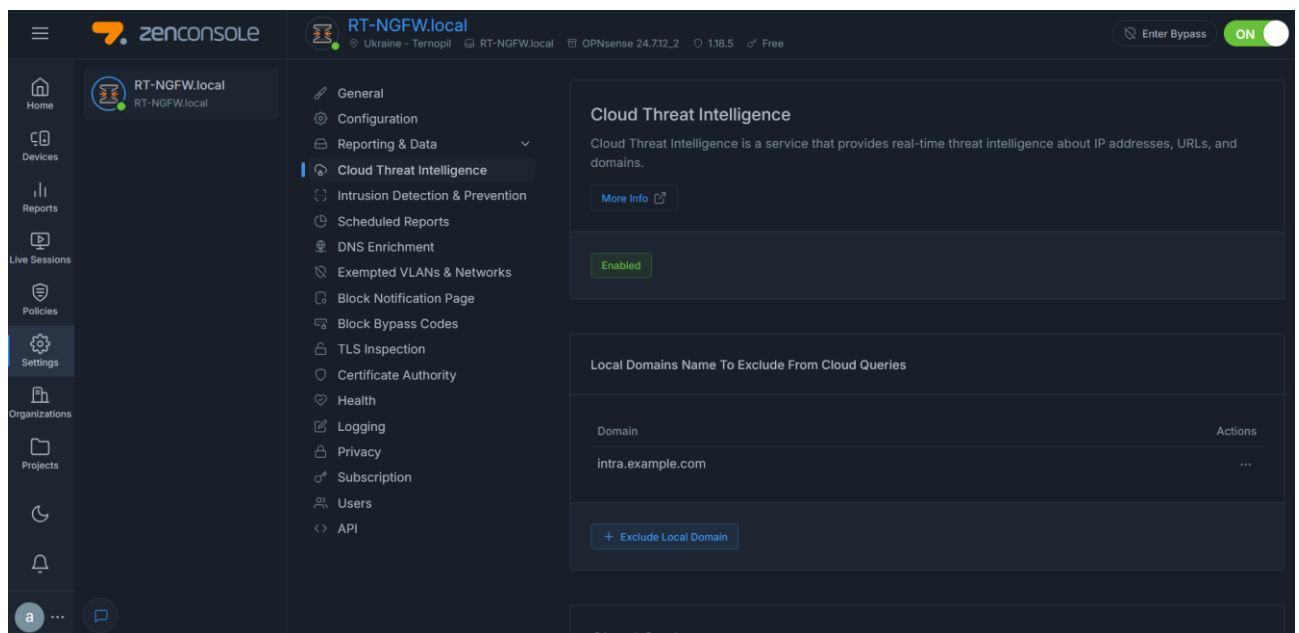 zenconsole
RT-NGFW.local
Ukraine - Ternopil RT-NGFW.local OPNsense 24.7.12_2 1.18.5 Free
Enter Bypass
ON
Home
Devices
Reports
Live Sessions
Policies
Settings
Organizations
Projects
a
RT-NGFW.local
RT-NGFW.local
General
Configuration
Reporting & Data
Cloud Threat Intelligence
Intrusion Detection & Prevention
Scheduled Reports
DNS Enrichment
Exempted VLANs & Networks
Block Notification Page
Block Bypass Codes
TLS Inspection
Certificate Authority
Health
Logging
Privacy
Subscription
Users
API
Cloud Threat Intelligence
Cloud Threat Intelligence is a service that provides real-time threat intelligence about IP addresses, URLs, and
domains.
More Info
Enabled
Local Domains Name To Exclude From Cloud Queries
Domain Actions
intra.example.com ...
+ Exclude Local Domain